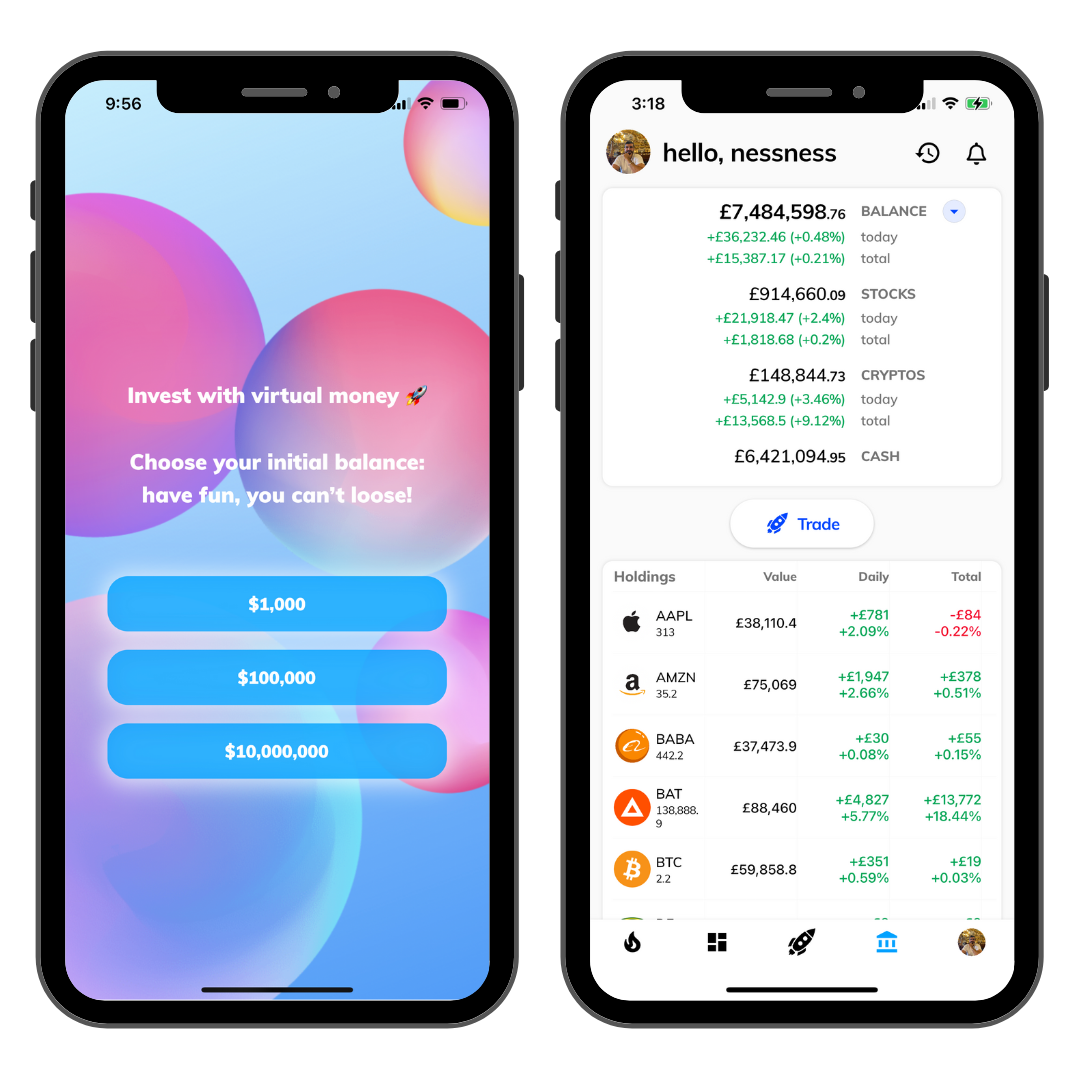 9:56
Invest with virtual money 🚀
Choose your initial balance:
have fun, you can't loose!
$1,000
$100,000
$10,000,000
3:18
hello, nessness
£7,484,598.76 BALANCE
+£36,232.46 (+0.48%) today
+£15,387.17 (+0.21%) total
£914,660.09 STOCKS
+£21,918.47 (+2.4%) today
+£1,818.68 (+0.2%) total
£148,844.73 CRYPTOS
+£5,142.9 (+3.46%) today
+£13,568.5 (+9.12%) total
£6,421,094.95 CASH
Trade
Holdings Value Daily Total
AAPL £38,110.4 +£781 -£84
313 +2.09% -0.22%
AMZN £75,069 +£1,947 +£378
35.2 +2.66% +0.51%
BABA £37,473.9 +£30 +£55
442.2 +0.08% +0.15%
BAT £88,460 +£4,827 +£13,772
138,888. +5.77% +18.44%
9
BTC £59,858.8 +£351 +£19
2.2 +0.59% +0.03%